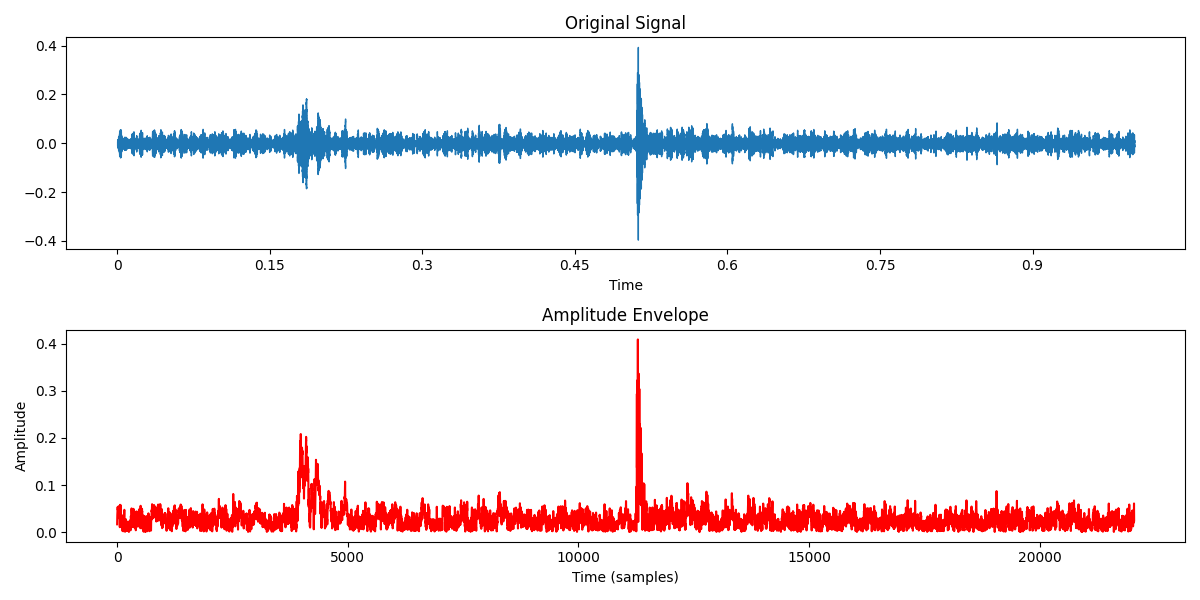 Original Signal
0.4
0.2
0.0
−0.2
−0.4
0 0.15 0.3 0.45 0.6 0.75 0.9
Time
Amplitude Envelope
Amplitude
0.4
0.3
0.2
0.1
0.0
0 5000 10000 15000 20000
Time (samples)